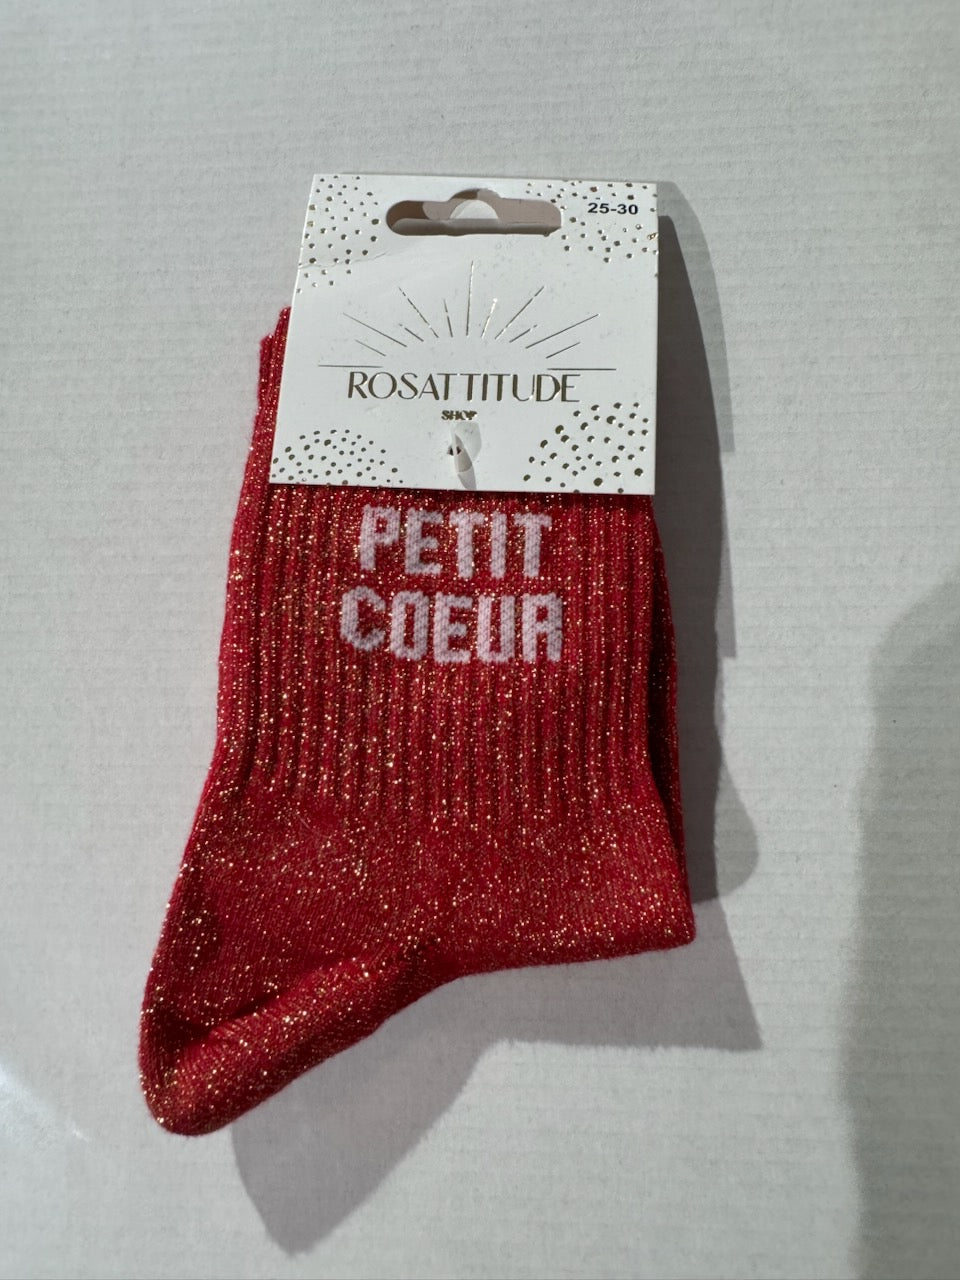 25-30
ROSATTITUDE
SHOP
PETIT
COEUR